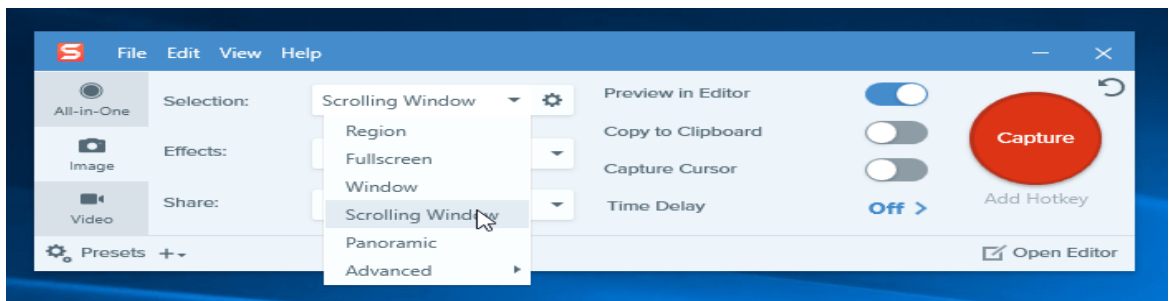 S File Edit View Help
All-in-One
Image
Video
Selection:
Effects:
Share:
Scrolling Window
Region
Fullscreen
Window
Scrolling Window
Panoramic
Advanced
Preview in Editor
Copy to Clipboard
Capture Cursor
Time Delay
Off >
Capture
Add Hotkey
Presets +
Open Editor